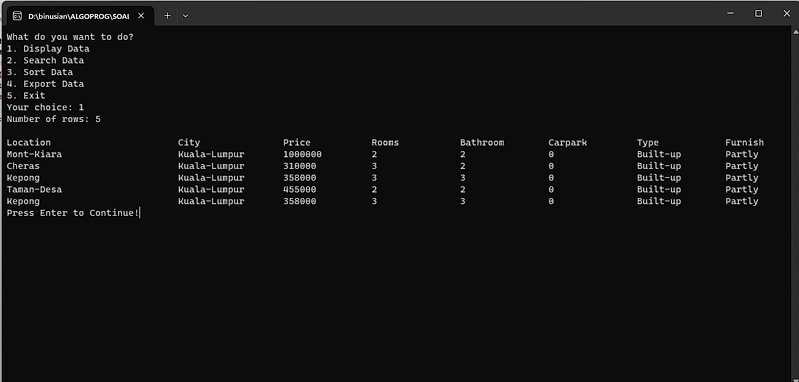 D:\binusian\ALGOPROG\SOAL
What do you want to do?
1. Display Data
2. Search Data
3. Sort Data
4. Export Data
5. Exit
Your choice: 1
Number of rows: 5
Location City Price Rooms Bathroom Carpark Type Furnish
Mont-Kiara Kuala-Lumpur 1000000 2 2 0 Built-up Partly
Cheras Kuala-Lumpur 310000 3 2 0 Built-up Partly
Kepong Kuala-Lumpur 358000 3 3 0 Built-up Partly
Taman-Desa Kuala-Lumpur 455000 2 2 0 Built-up Partly
Kepong Kuala-Lumpur 358000 3 3 0 Built-up Partly
Press Enter to Continue!